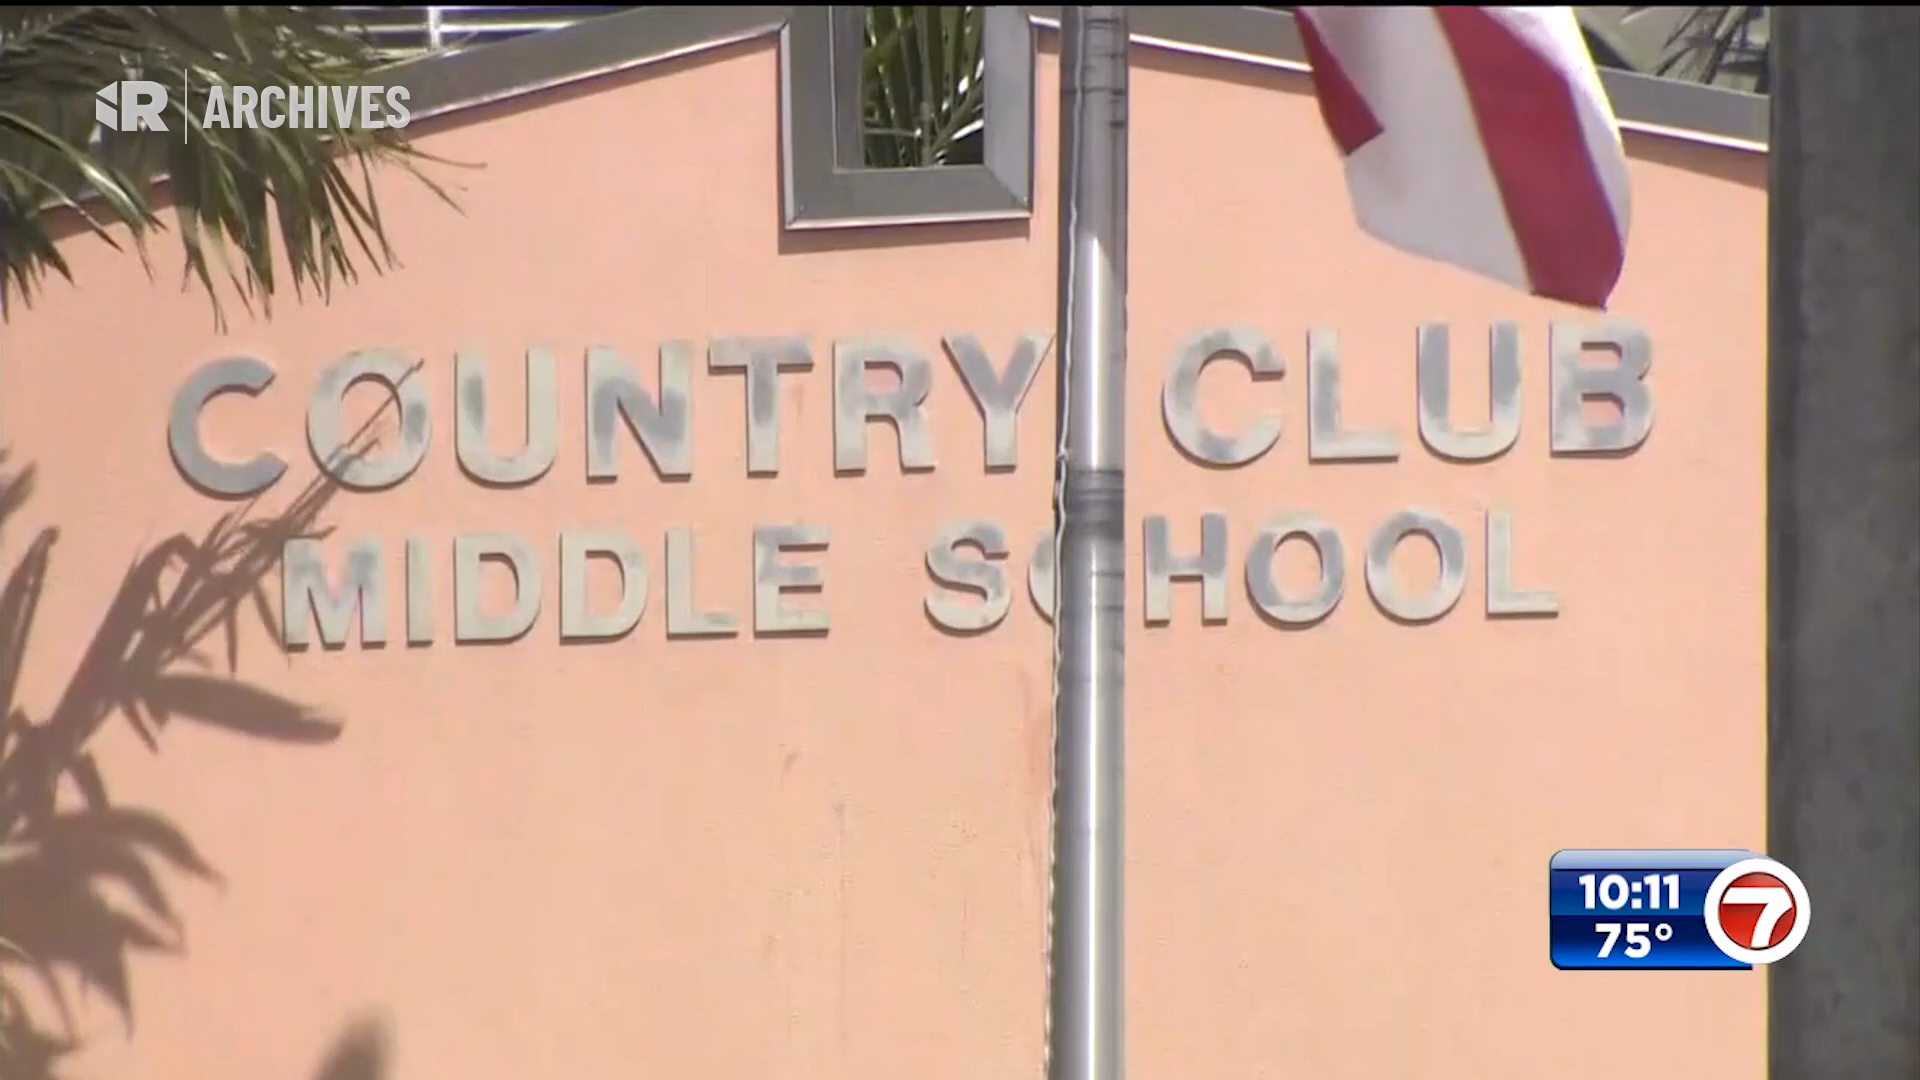 R ARCHIVES
COUNTRY CLUB
MIDDLE SCHOOL
10:11
75°
7